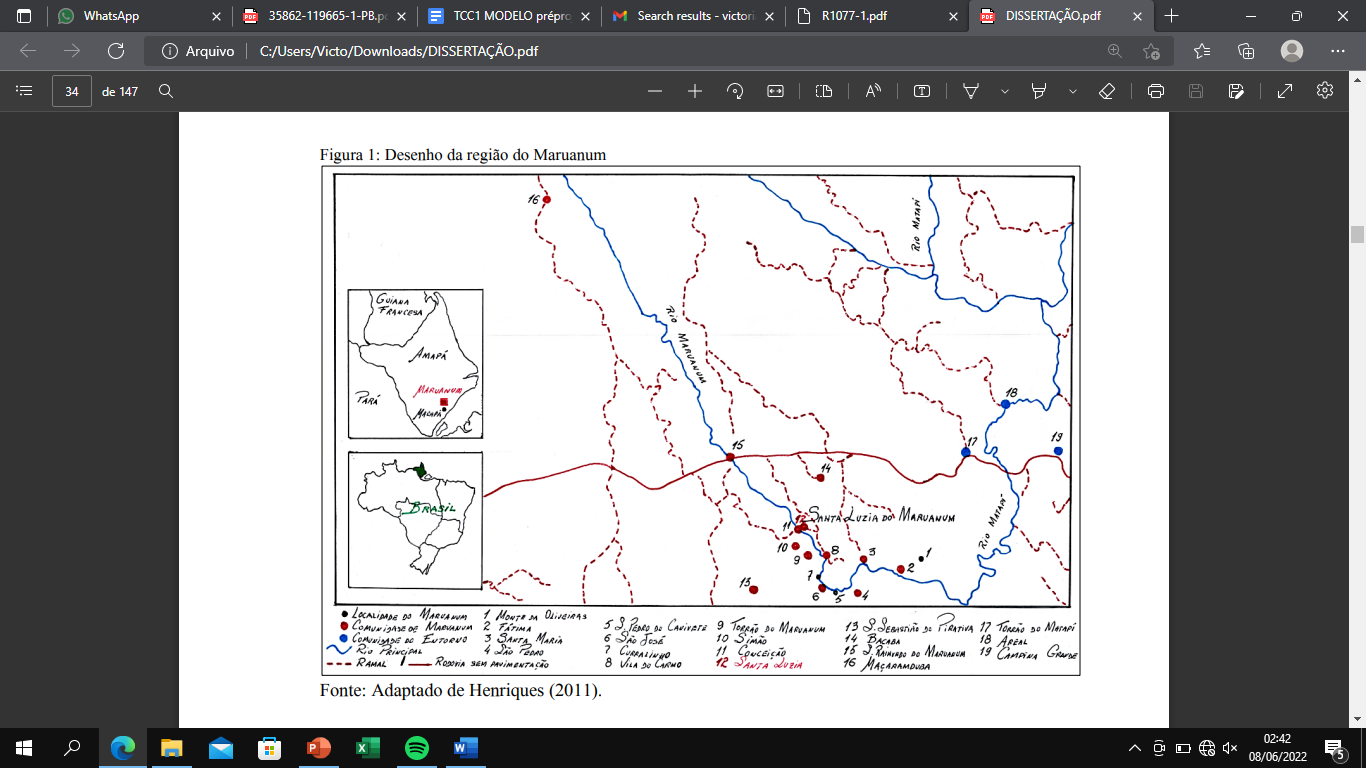 WhatsApp
35862-119665-1-PB.p
TCC1 MODELO prépro
Search results - victori
R1077-1.pdf
DISSERTAÇÃO.pdf
Arquivo
C:/Users/Victo/Downloads/DISSERTAÇÃO.pdf
34 de 147
Figura 1: Desenho da região do Maruanum
16
RIO MATAPÍ
GUIANA FRANCESA
AMAPÁ
PARÁ
MARUANUM
MACAPÁ
RIO MARUANUM
18
15
17
19
14
BRASIL
12
SANTA LUZIA DO MARUANUM
11
10
9
8
3
1
2
7
13
6
5
4
RIO MATAPÍ
LOCALIDADE DO MARUANUM
COMUNIDADE DE MARUANUM
COMUNIDADE DO ENTORNO
RIO PRINCIPAL
RAMAL
RODOVIA SEM PAVIMENTAÇÃO
1 MONTE DA OLIVEIRAS
2 FÁTIMA
3 SANTA MARIA
4 SÃO PEDRO
5 S. PEDRO DE CANIVETE
6 SÃO JOSÉ
7 CURRALINHO
8 VILA DO CARMO
9 TORRÃO DO MARUANUM
10 SIMÃO
11 CONCEIÇÃO
12 SANTA LUZIA
13 S. SEBASTIÃO DO PIRATIVA
14 BACABA
15 S. RAIMUNDO DO MARUANUM
16 MAÇARANDUBA
17 TORRÃO DO MATAPÍ
18 AREAL
19 CAMPINA GRANDE
Fonte: Adaptado de Henriques (2011).
02:42
08/06/2022
5